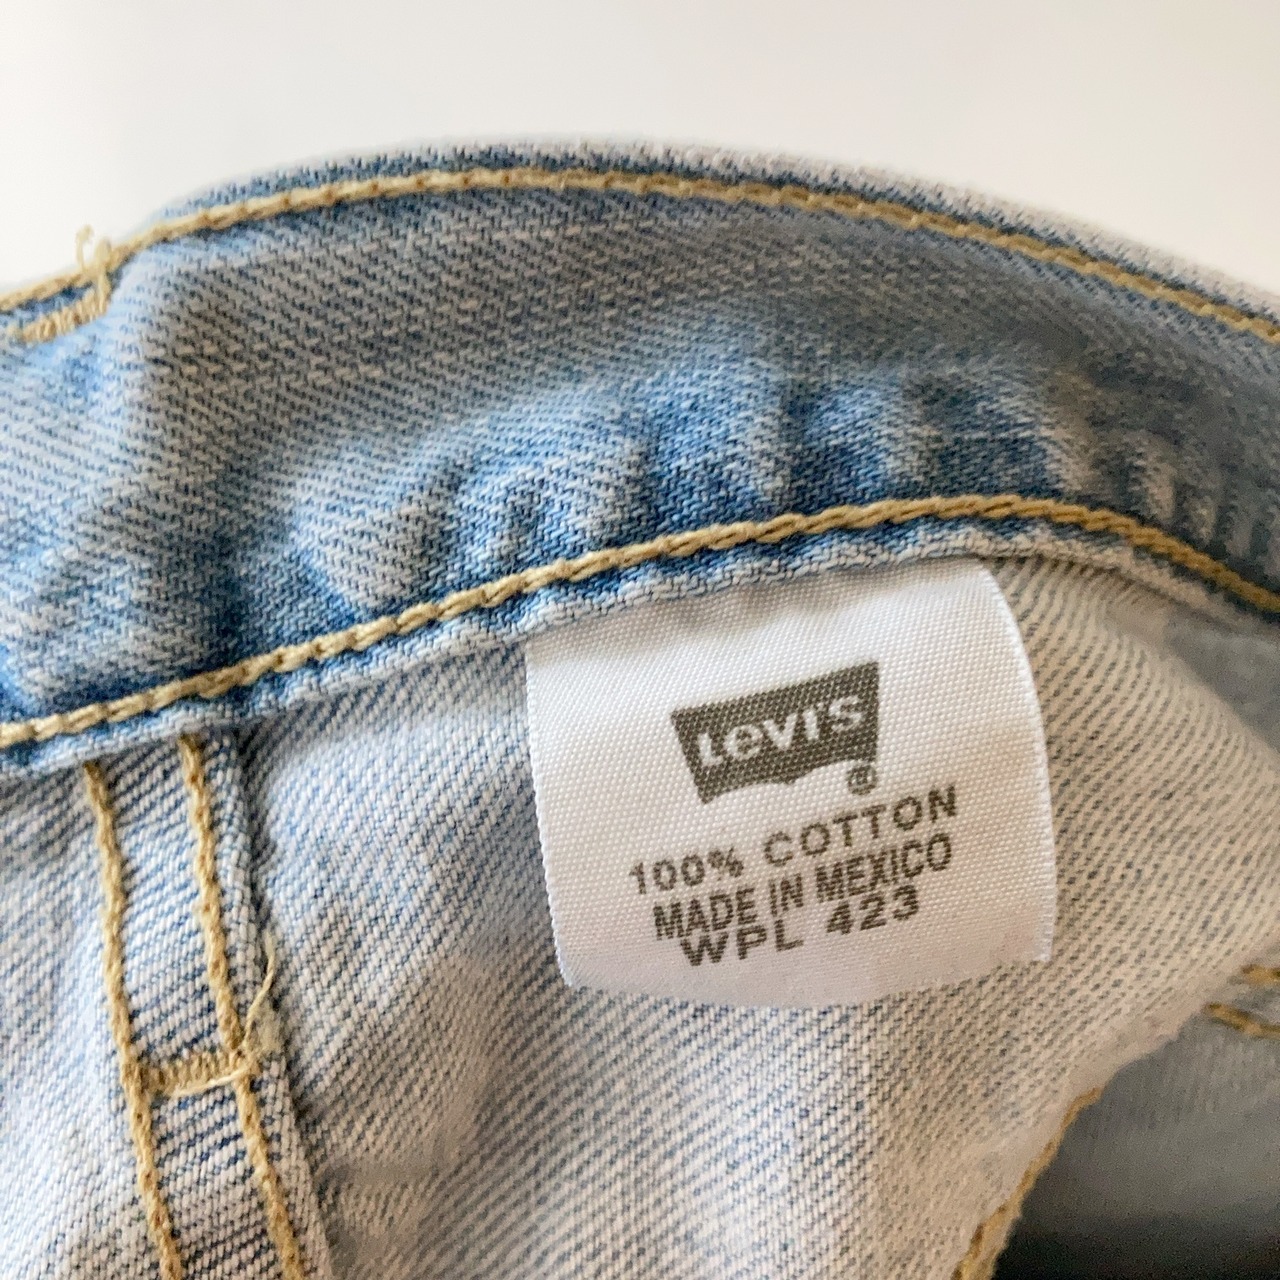 Levi's
100% COTTON
MADE IN MEXICO
WPL 423